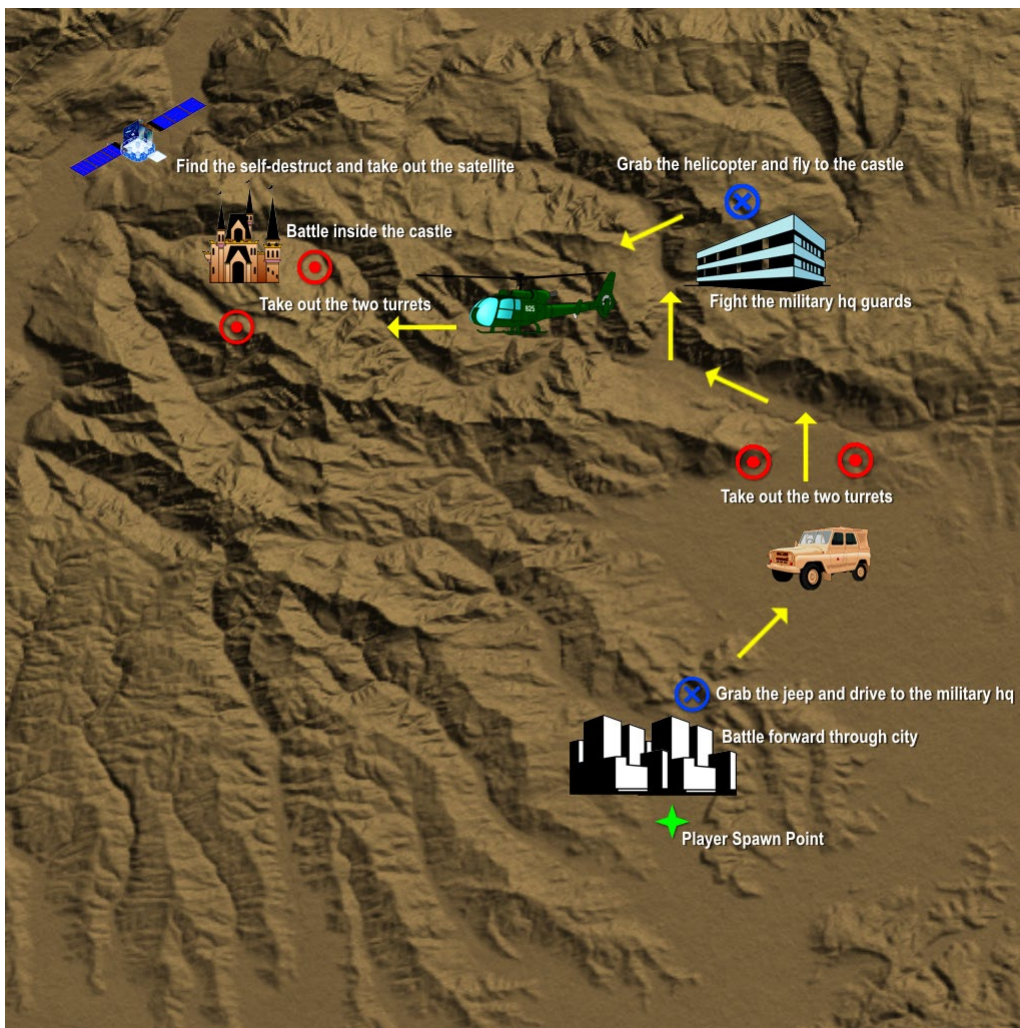 Find the self-destruct and take out the satellite
Grab the helicopter and fly to the castle
Battle inside the castle
Take out the two turrets
Fight the military hq guards
Take out the two turrets
Grab the jeep and drive to the military hq
Battle forward through city
Player Spawn Point